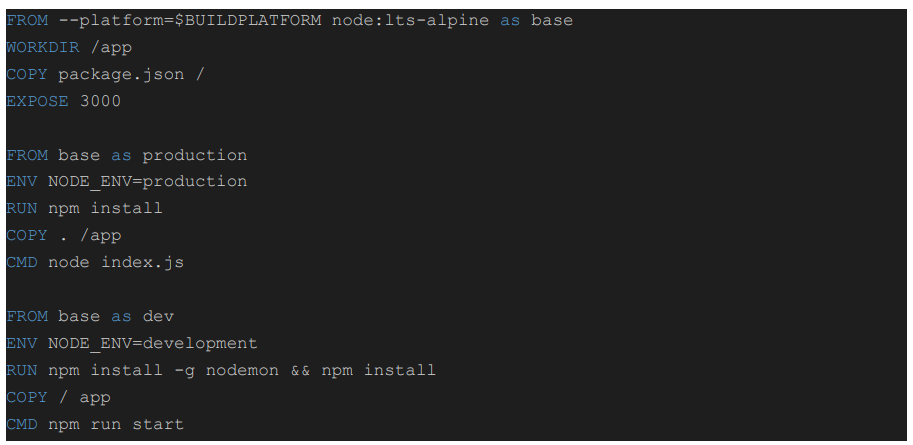 FROM --platform=$BUILDPLATFORM node:lts-alpine as base
WORKDIR /app
COPY package.json /
EXPOSE 3000
FROM base as production
ENV NODE_ENV=production
RUN npm install
COPY . /app
CMD node index.js
FROM base as dev
ENV NODE_ENV=development
RUN npm install -g nodemon && npm install
COPY / app
CMD npm run start